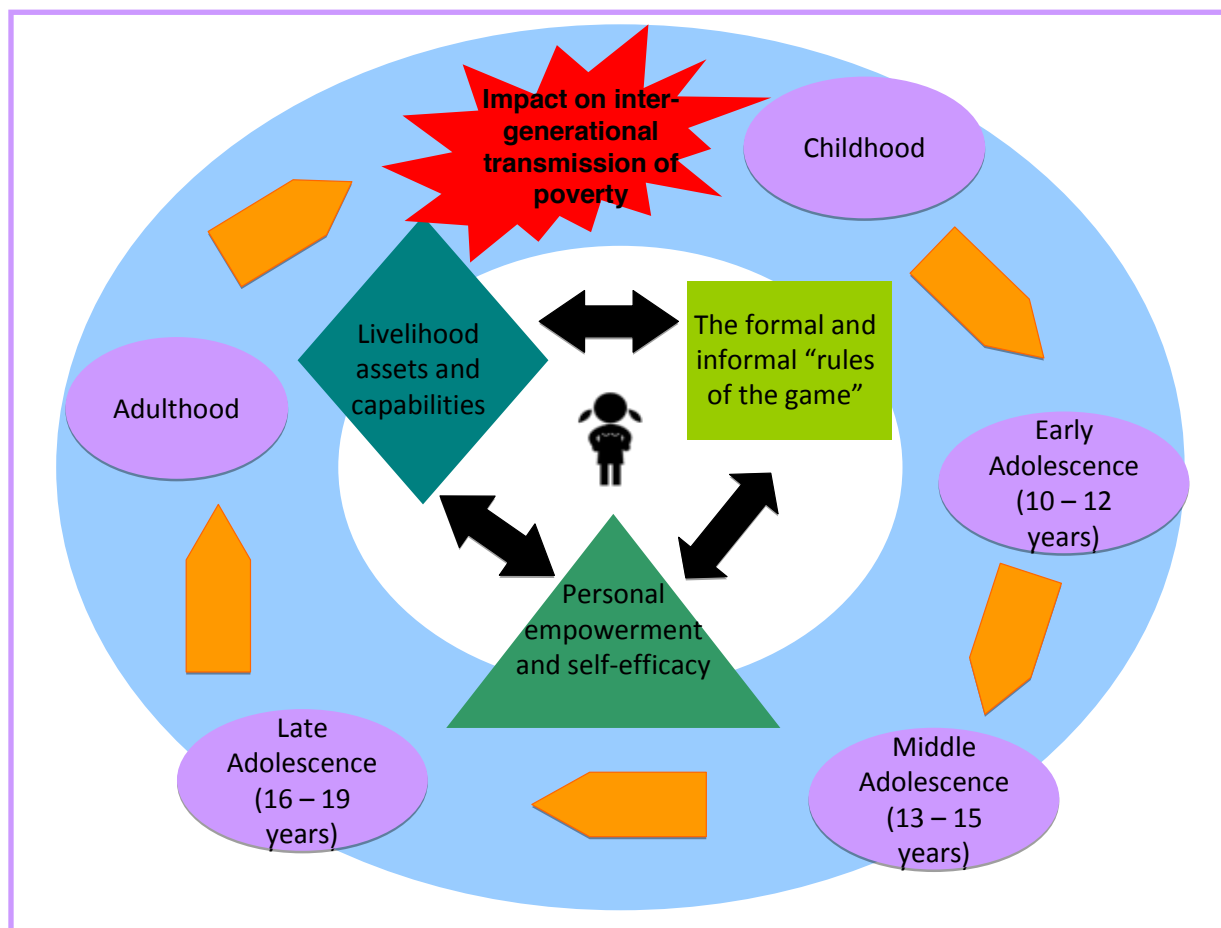 Impact on inter-
generational
transmission of
poverty
Childhood
Livelihood
assets and
capabilities
The formal and
informal “rules
of the game”
Adulthood
Early
Adolescence
(10 – 12
years)
Personal
empowerment
and self-efficacy
Late
Adolescence
(16 – 19
years)
Middle
Adolescence
(13 – 15
years)